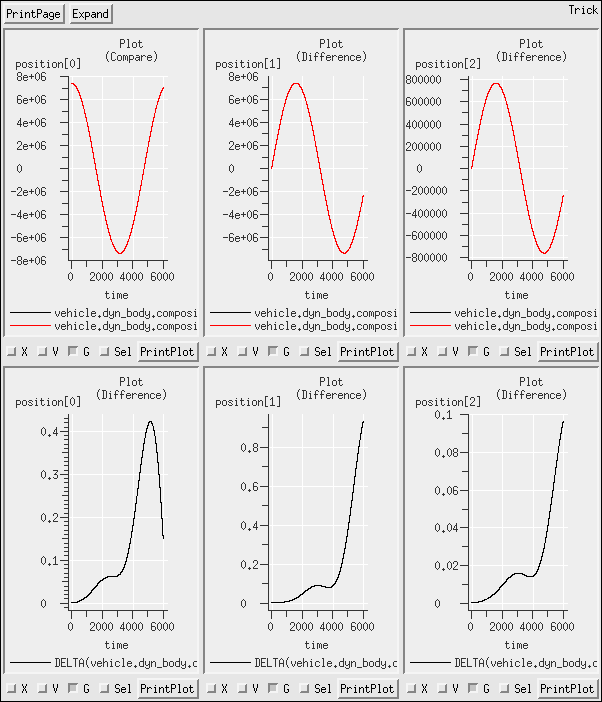 PrintPage Expand Trick
Plot
(Compare)
position[0]
8e+06
6e+06
4e+06
2e+06
0
-2e+06
-4e+06
-6e+06
-8e+06
0 2000 4000 6000
time
vehicle.dyn_body.composi
vehicle.dyn_body.composi
X V G Sel PrintPlot
Plot
(Difference)
position[1]
8e+06
6e+06
4e+06
2e+06
0
-2e+06
-4e+06
-6e+06
0 2000 4000 6000
time
vehicle.dyn_body.composi
vehicle.dyn_body.composi
X V G Sel PrintPlot
Plot
(Difference)
position[2]
800000
600000
400000
200000
0
-200000
-400000
-600000
-800000
0 2000 4000 6000
time
vehicle.dyn_body.composi
vehicle.dyn_body.composi
X V G Sel PrintPlot
Plot
(Difference)
position[0]
0.4
0.3
0.2
0.1
0
0 2000 4000 6000
time
DELTA(vehicle.dyn_body.c
X V G Sel PrintPlot
Plot
(Difference)
position[1]
0.8
0.6
0.4
0.2
0
0 2000 4000 6000
time
DELTA(vehicle.dyn_body.c
X V G Sel PrintPlot
Plot
(Difference)
position[2]
0.1
0.08
0.06
0.04
0.02
0
0 2000 4000 6000
time
DELTA(vehicle.dyn_body.c
X V G Sel PrintPlot